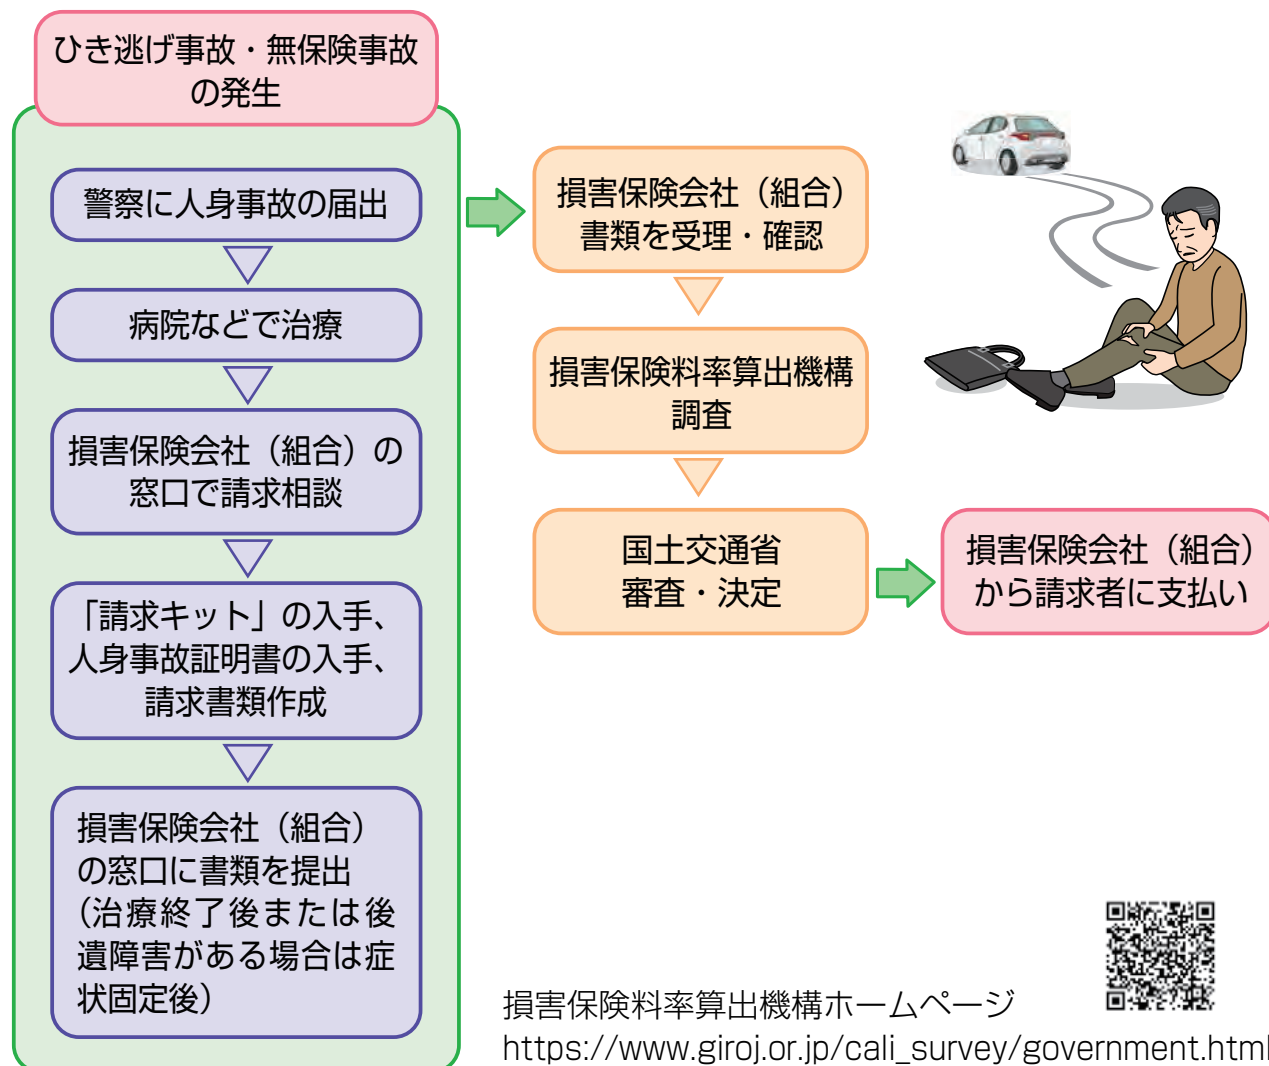 ひき逃げ事故・無保険事故
の発生
警察に人身事故の届出
病院などで治療
損害保険会社（組合）の
窓口で請求相談
「請求キット」の入手、
人身事故証明書の入手、
請求書類作成
損害保険会社（組合）
の窓口に書類を提出
（治療終了後または後
遺障害がある場合は症
状固定後）
損害保険会社（組合）
書類を受理・確認
損害保険料率算出機構
調査
国土交通省
審査・決定
損害保険会社（組合）
から請求者に支払い
損害保険料率算出機構ホームページ
https://www.giroj.or.jp/cali_survey/government.html